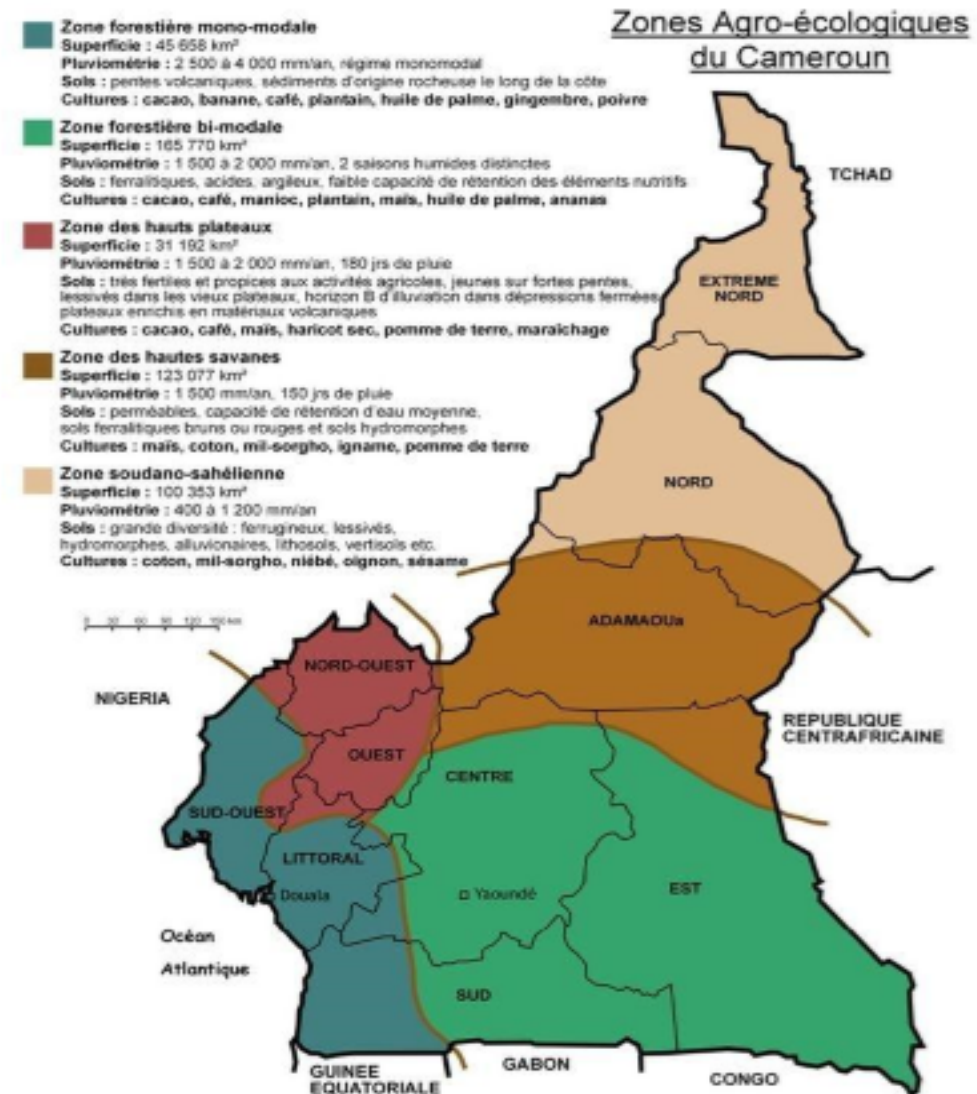 Zones Agro-écologiques
du Cameroun
Zone forestière mono-modale
Superficie : 45 658 km²
Pluviométrie : 2 500 à 4 000 mm/an, régime monomodal
Sols : pentes volcaniques, sédiments d'origine rocheuse le long de la côte
Cultures : cacao, banane, café, plantain, huile de palme, gingembre, poivre
Zone forestière bi-modale
Superficie : 165 770 km²
Pluviométrie : 1 500 à 2 000 mm/an, 2 saisons humides distinctes
Sols : ferralitiques, acides, argileux, faible capacité de rétention des éléments nutritifs
Cultures : cacao, café, manioc, plantain, maïs, huile de palme, ananas
Zone des hauts plateaux
Superficie : 31 192 km²
Pluviométrie : 1 500 à 2 000 mm/an, 180 jrs de pluie
Sols : très fertiles et propices aux activités agricoles, jeunes sur fortes pentes,
lessivés dans les vieux plateaux, horizon B d'illuviation dans dépressions fermées
plateaux enrichis en matériaux volcaniques
Cultures : cacao, café, maïs, haricot sec, pomme de terre, maraîchage
Zone des hautes savanes
Superficie : 123 077 km²
Pluviométrie : 1 500 mm/an, 150 jrs de pluie
Sols : perméables, capacité de rétention d'eau moyenne,
sols ferralitiques bruns ou rouges et sols hydromorphes
Cultures : maïs, coton, mil-sorgho, igname, pomme de terre
Zone soudano-sahélienne
Superficie : 100 353 km²
Pluviométrie : 400 à 1 200 mm/an
Sols : grande diversité : ferrugineux, lessivés,
hydromorphes, alluvionaires, lithosols, vertisols etc.
Cultures : coton, mil-sorgho, niébé, oignon, sésame
0 30 60 90 120 150 km
TCHAD
EXTREME
NORD
NORD
ADAMAOUa
NORD-OUEST
NIGERIA
REPUBLIQUE
CENTRAFRICAINE
OUEST
CENTRE
SUD-OUEST
LITTORAL
EST
Douala
Yaoundé
Océan
Atlantique
SUD
GUINEE
EQUATORIALE
GABON
CONGO